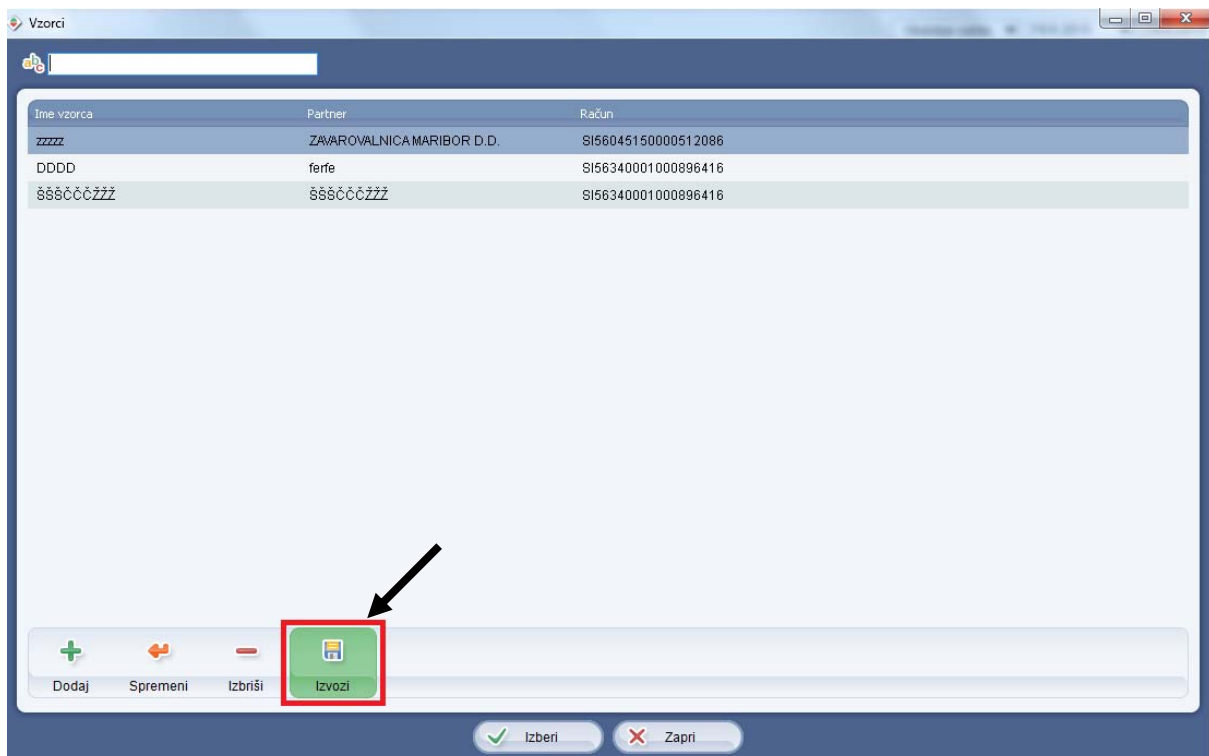 Vzorci
Ime vzorca Partner Račun
zzzzz ZAVAROVALNICA MARIBOR D.D. SI56045150000512086
DDDD ferfe SI56340001000896416
ŠŠŠČČČŽŽŽ ŠŠŠČČČŽŽŽ SI56340001000896416
Dodaj Spremeni Izbriši Izvozi
Izberi Zapri